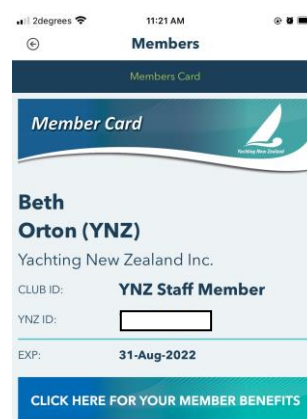 2degrees 11:21 AM
Members
Members Card
Member Card
Yachting New Zealand
Beth
Orton (YNZ)
Yachting New Zealand Inc.
CLUB ID: YNZ Staff Member
YNZ ID:
EXP: 31-Aug-2022
CLICK HERE FOR YOUR MEMBER BENEFITS